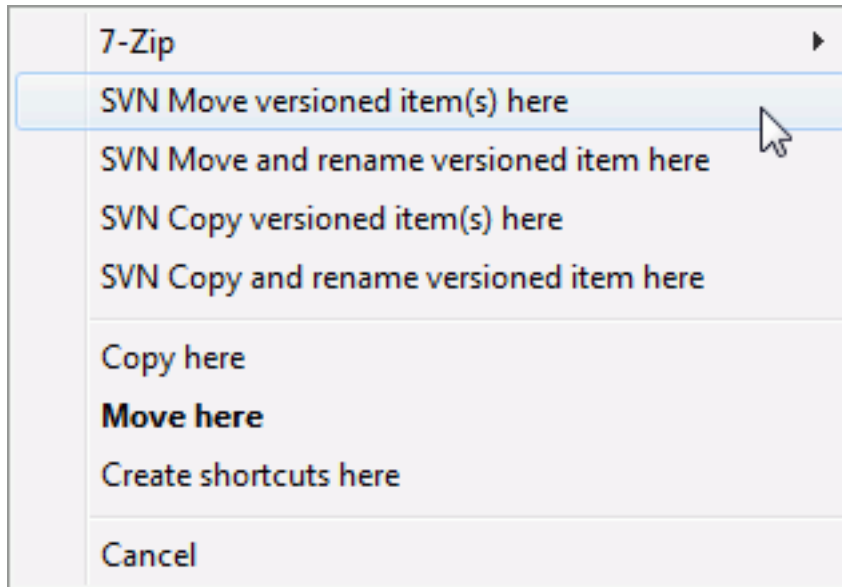 7-Zip
SVN Move versioned item(s) here
SVN Move and rename versioned item here
SVN Copy versioned item(s) here
SVN Copy and rename versioned item here
Copy here
Move here
Create shortcuts here
Cancel